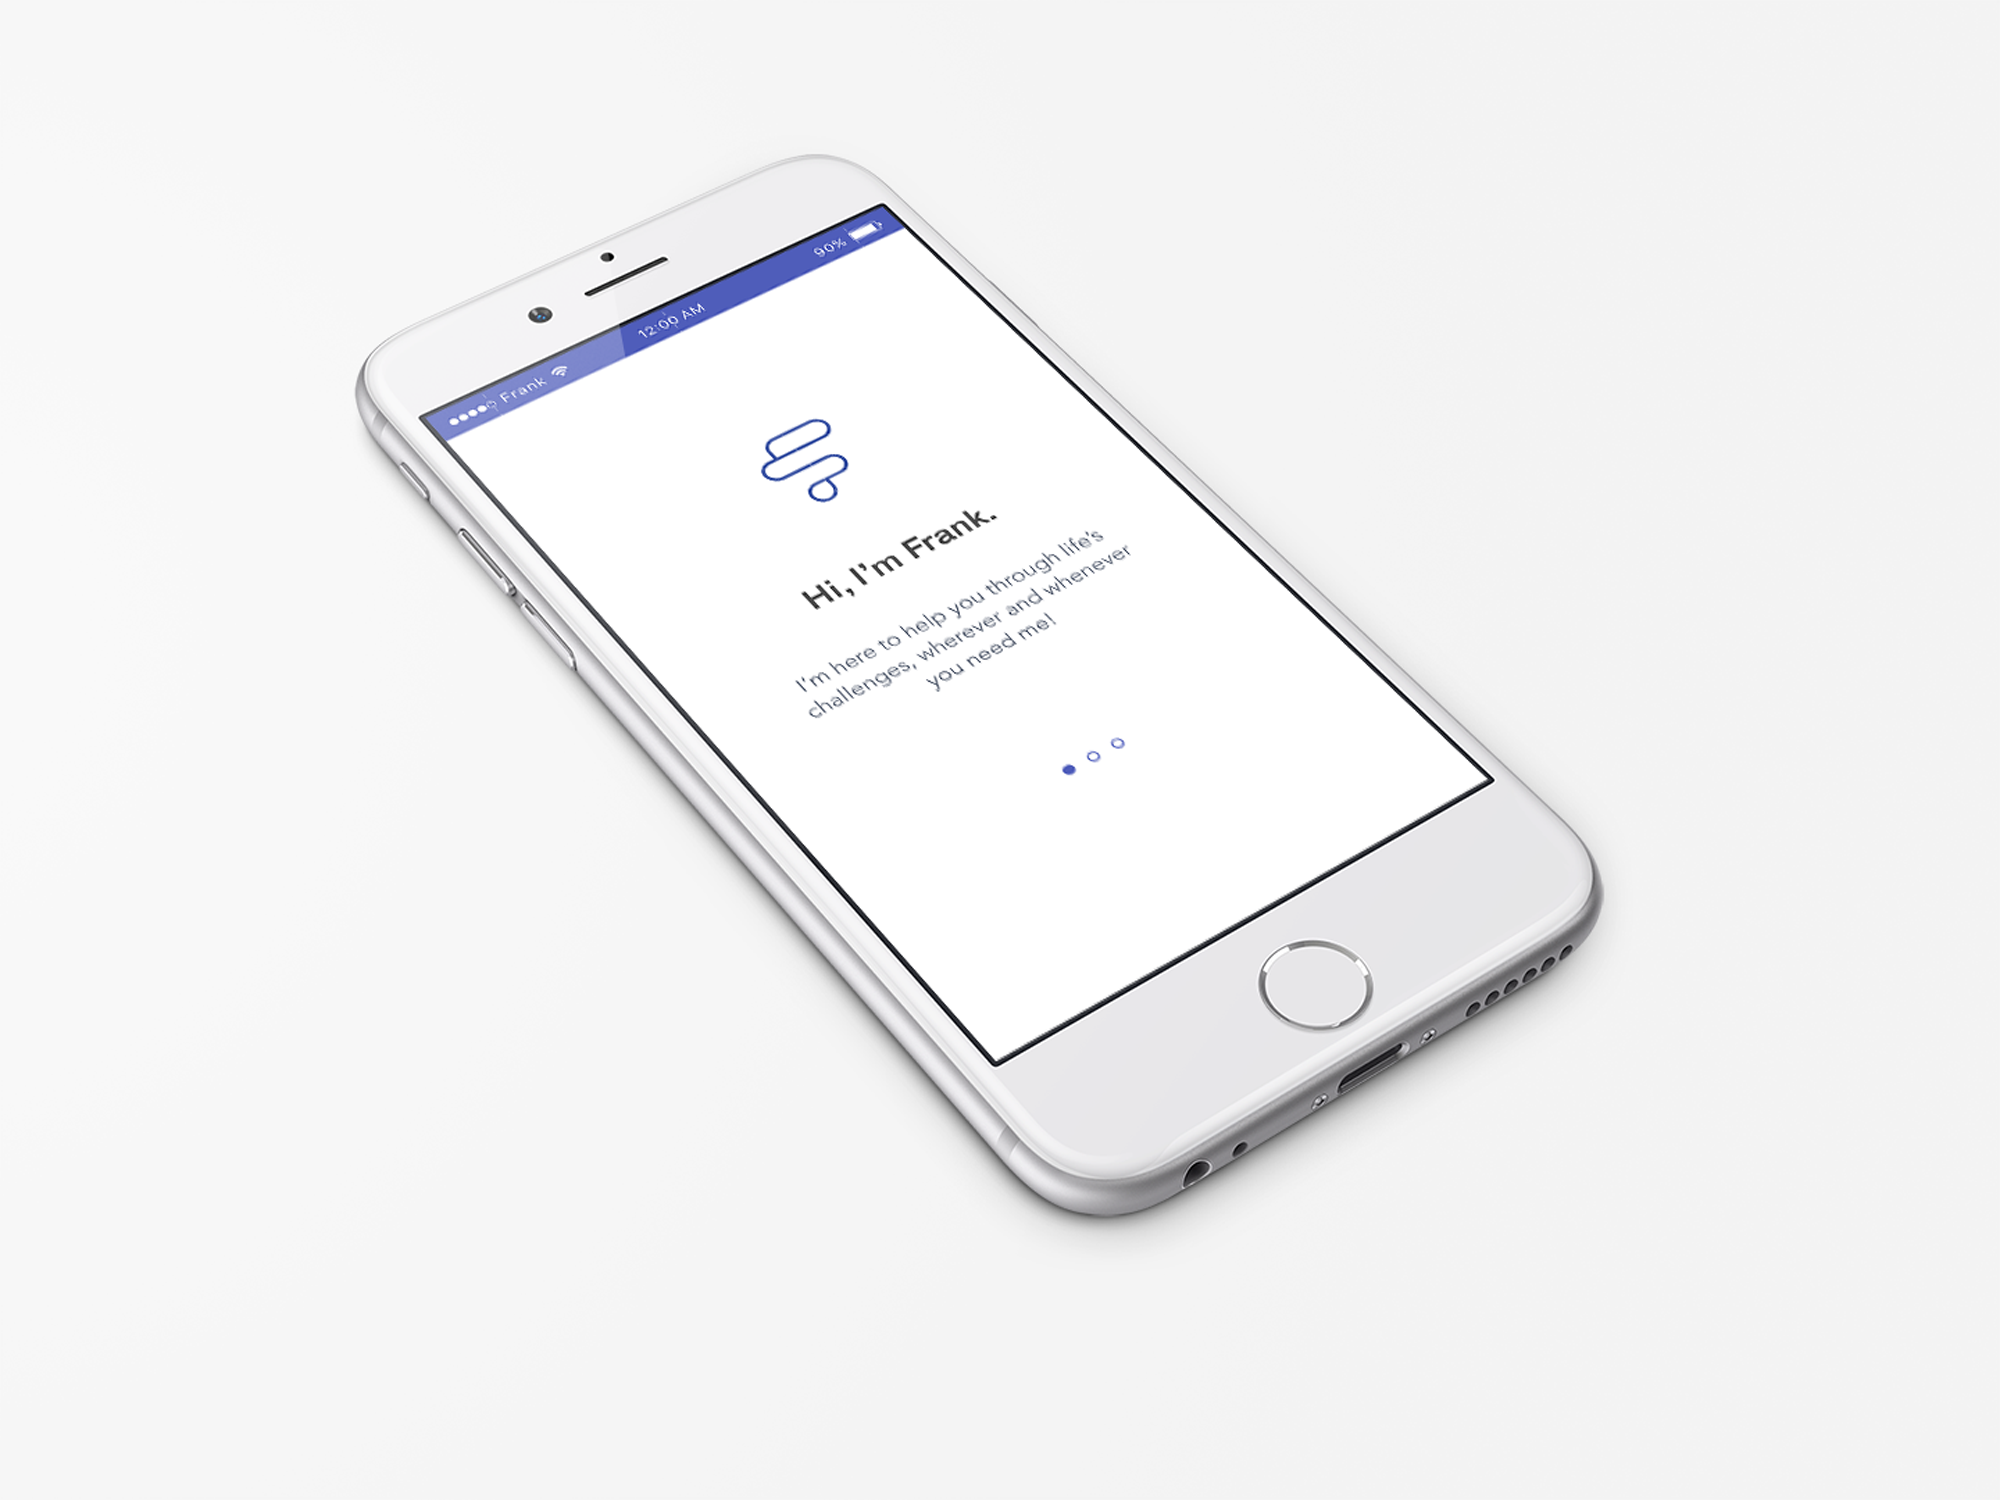 Frank
12:00 AM
90%
Hi, I'm Frank.
I'm here to help you through life's
challenges, wherever and whenever
you need me!